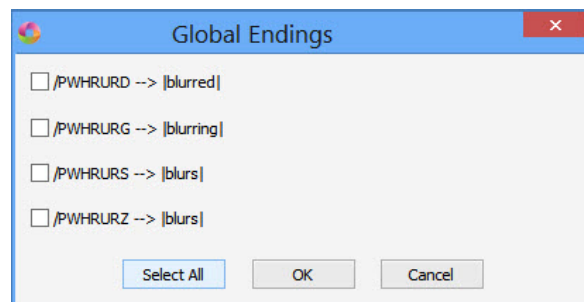 Global Endings
/PWHRURD --> |blurred|
/PWHRURG --> |blurring|
/PWHRURS --> |blurs|
/PWHRURZ --> |blurs|
Select All OK Cancel